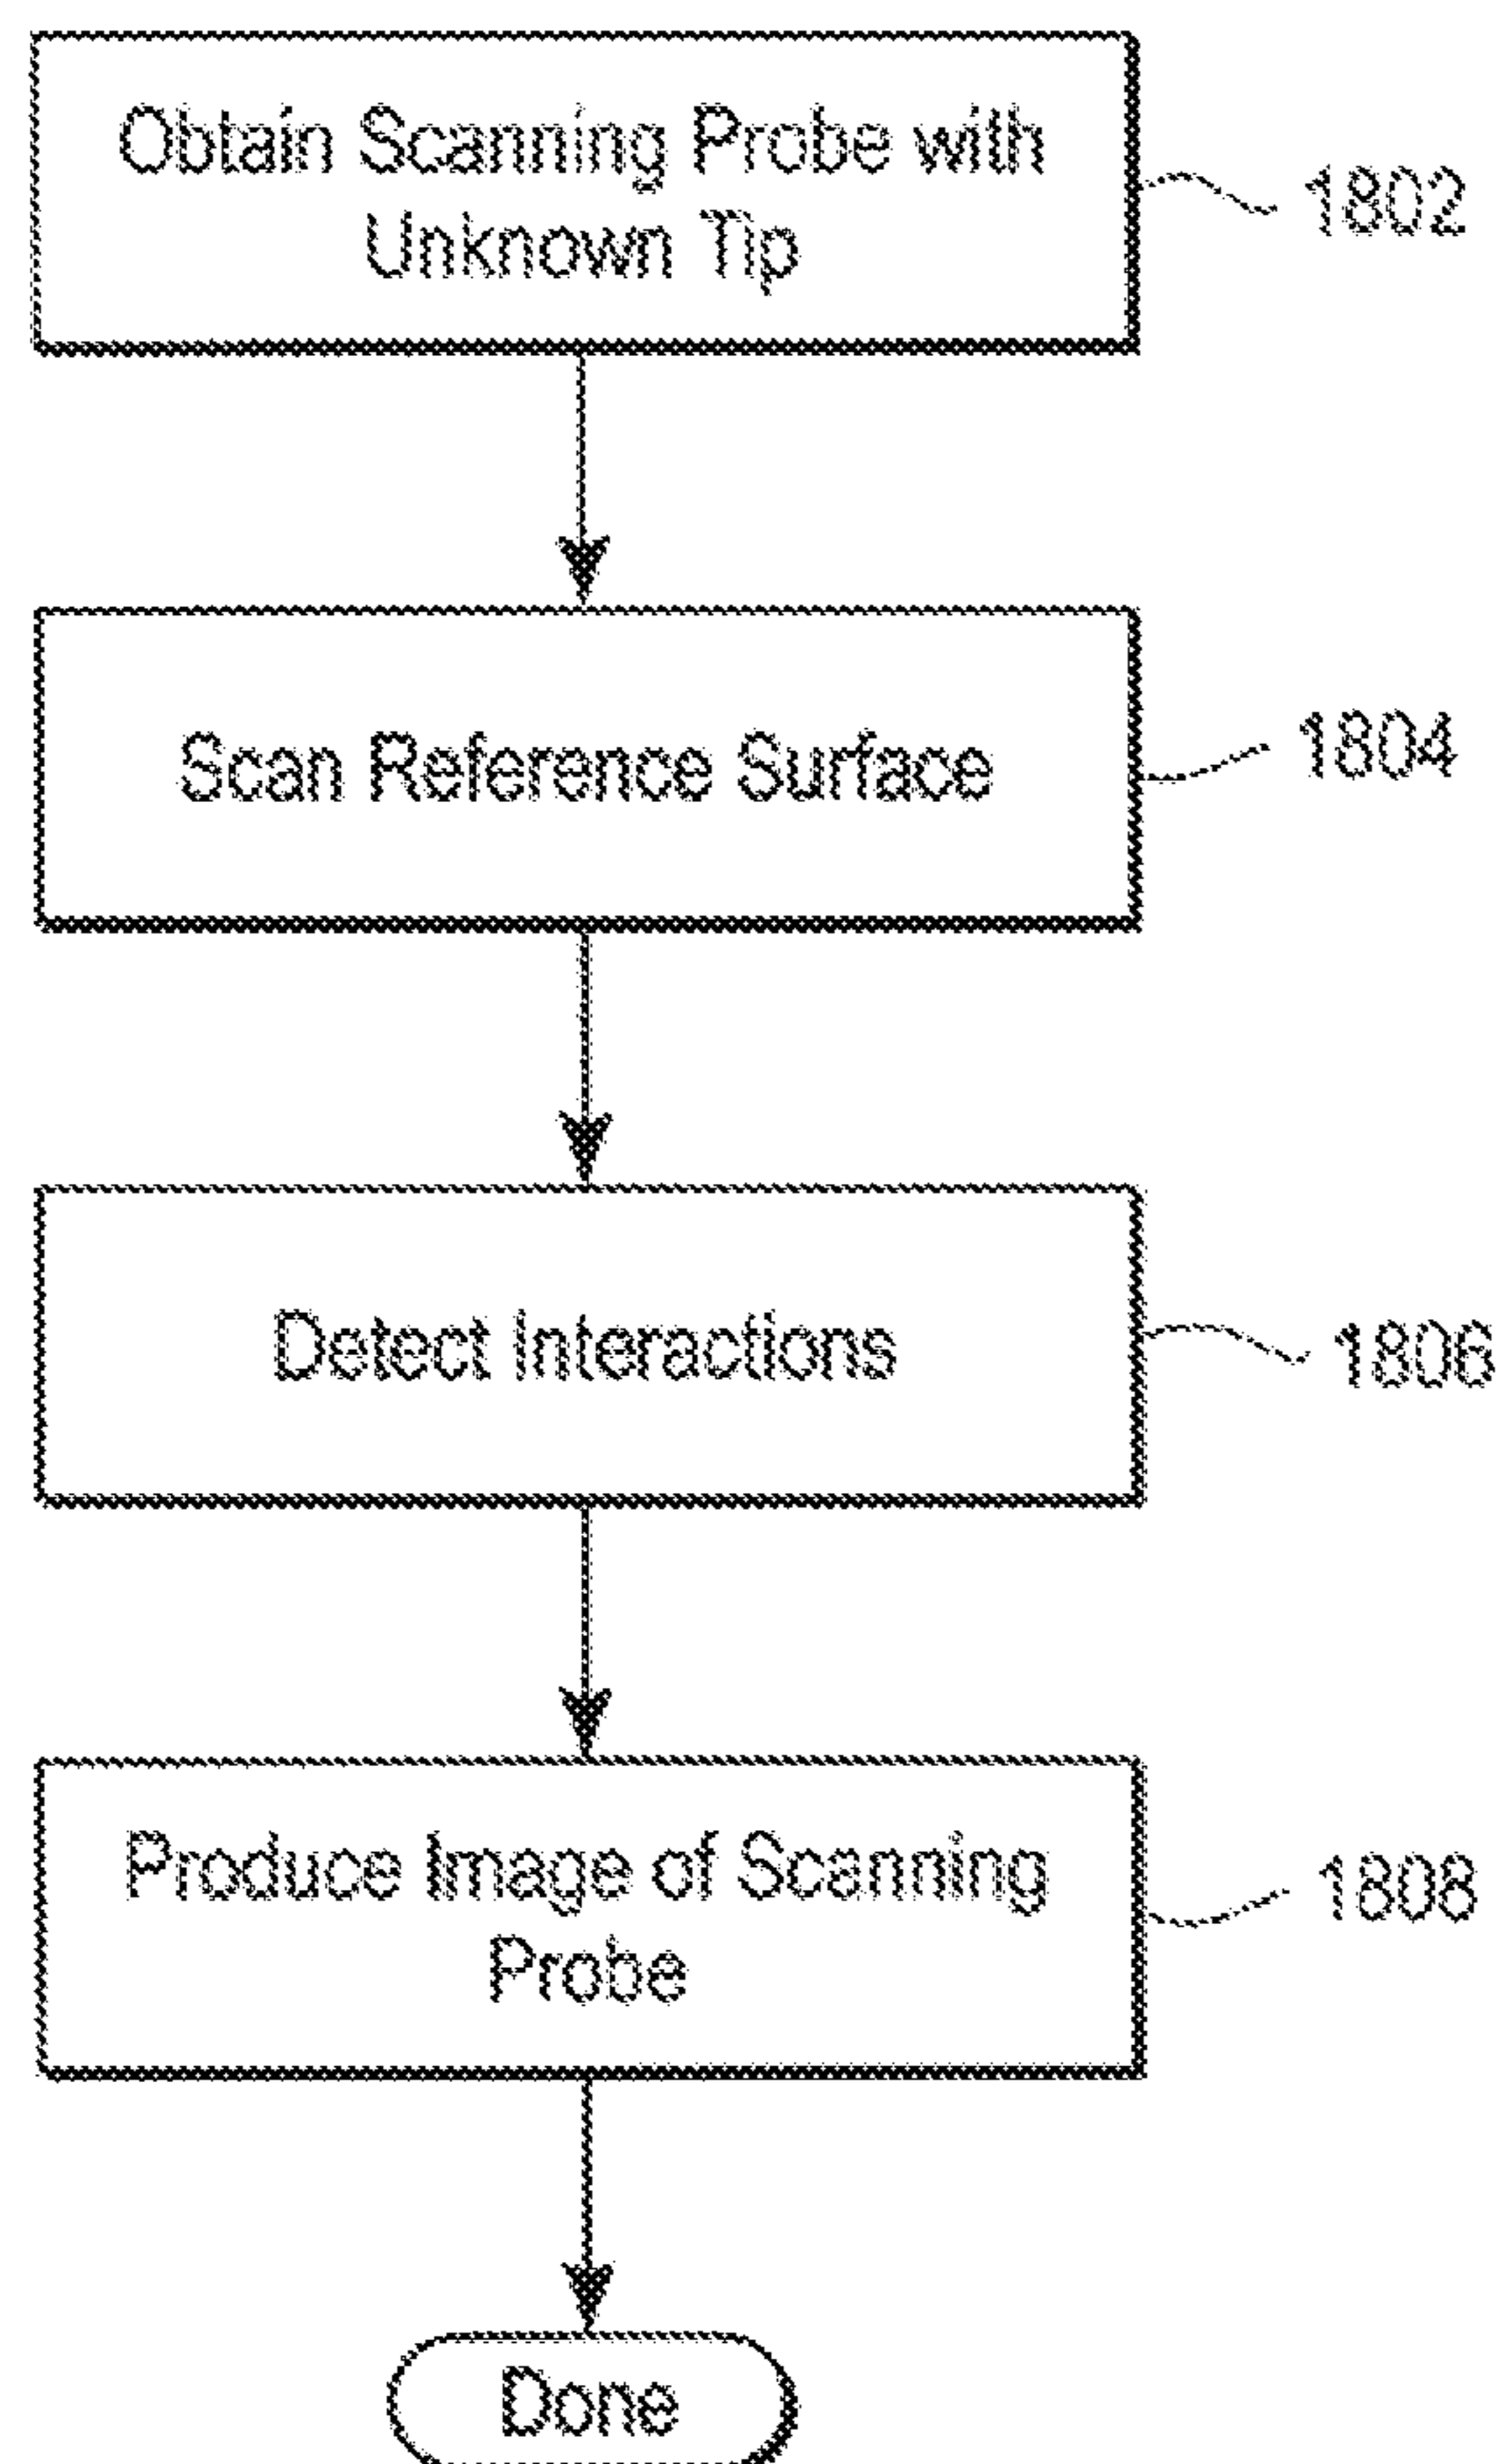 Obtain Scanning Probe with
Unknown Tip
1802
Scan Reference Surface
1804
Detect Interactions
1806
Produce Image of Scanning
Probe
1808
Done